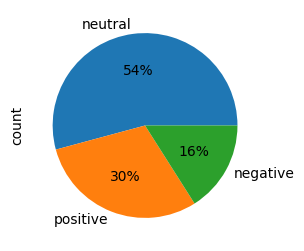 neutral
54%
count
16%
30%
negative
positive